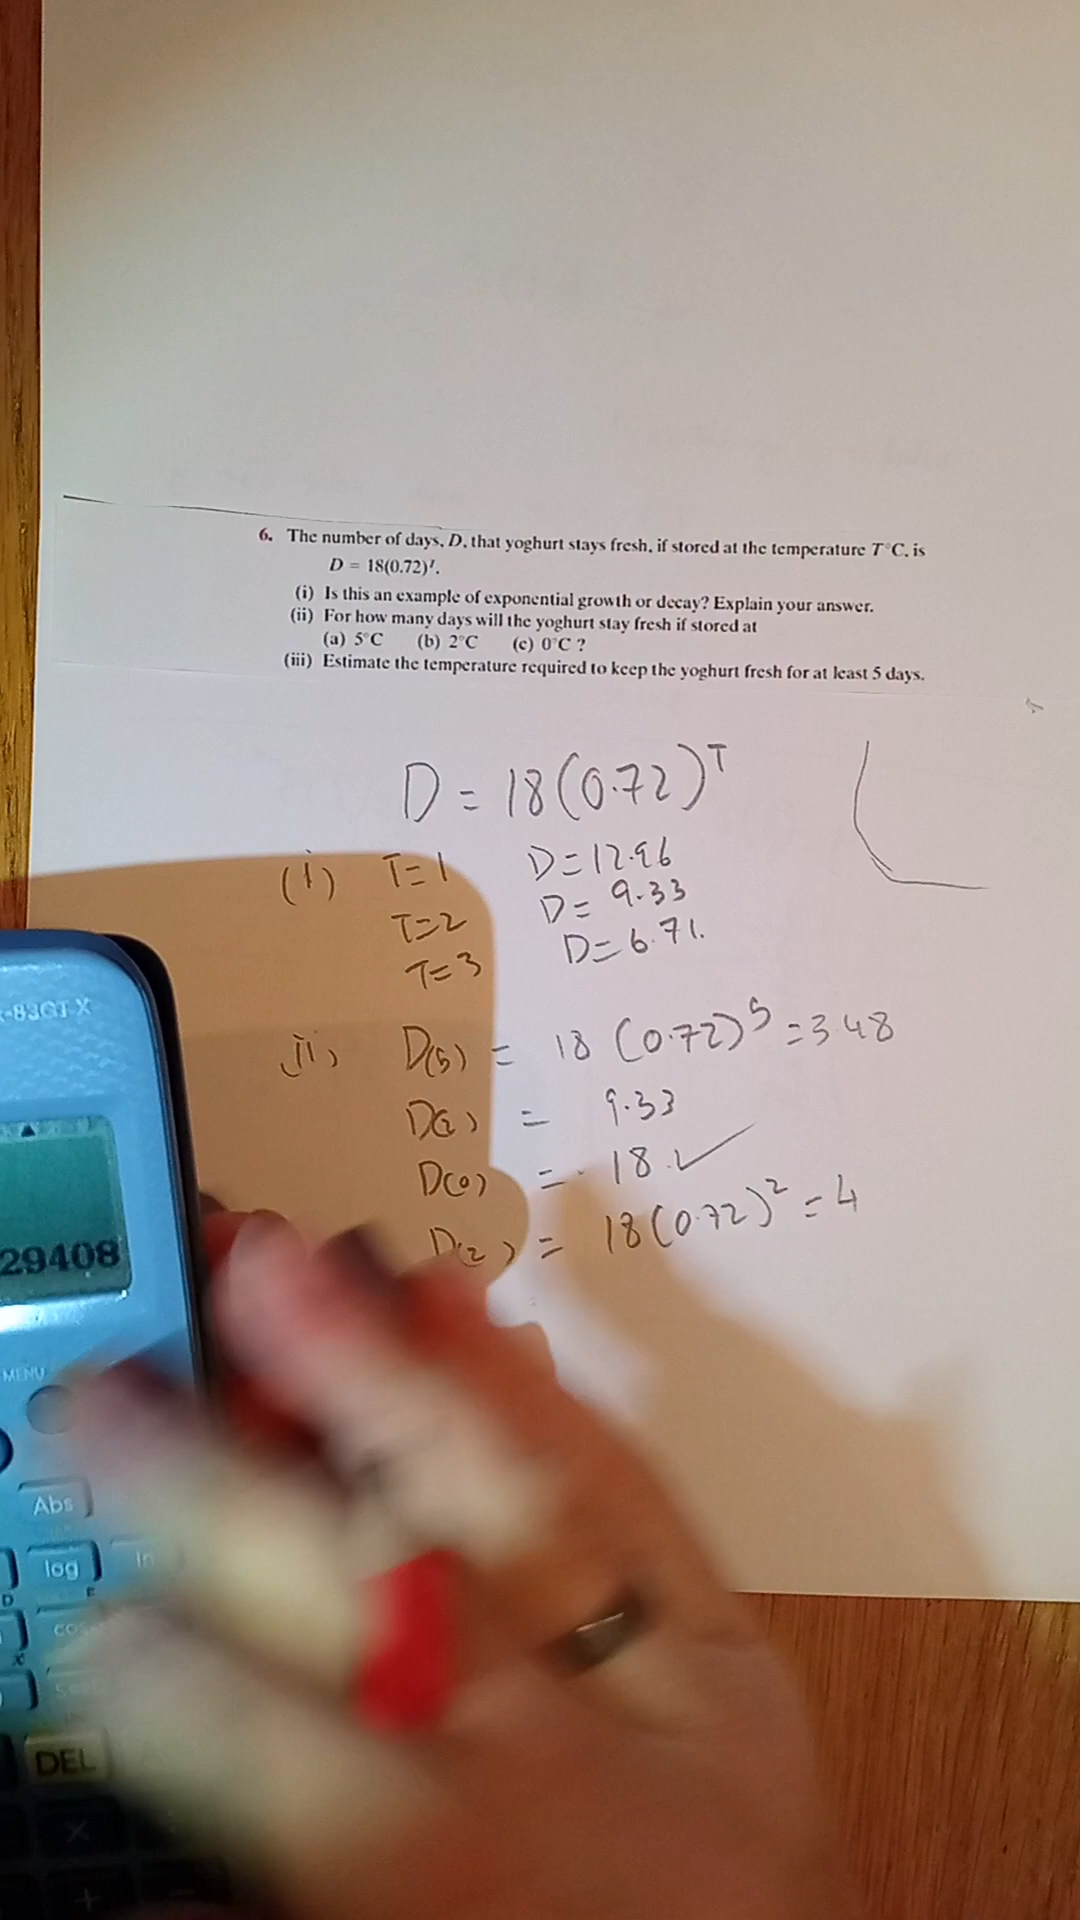 6. The number of days, D, that yoghurt stays fresh, if stored at the temperature T°C, is
D = 18(0.72)ᵀ.
(i) Is this an example of exponential growth or decay? Explain your answer.
(ii) For how many days will the yoghurt stay fresh if stored at
(a) 5°C (b) 2°C (c) 0°C ?
(iii) Estimate the temperature required to keep the yoghurt fresh for at least 5 days.
D = 18(0.72)ᵀ
(i) T=1 D=12.96
T=2 D= 9.33
T=3 D=6.71.
(ii) D(5) = 18 (0.72)⁵ = 3.48
D(2) = 9.33
D(0) = 18 ✓
D(2) = 18(0.72)² = 4
-83GT X
29408
MENU
Abs
log ln
D E
cos
x
DEL
×
+